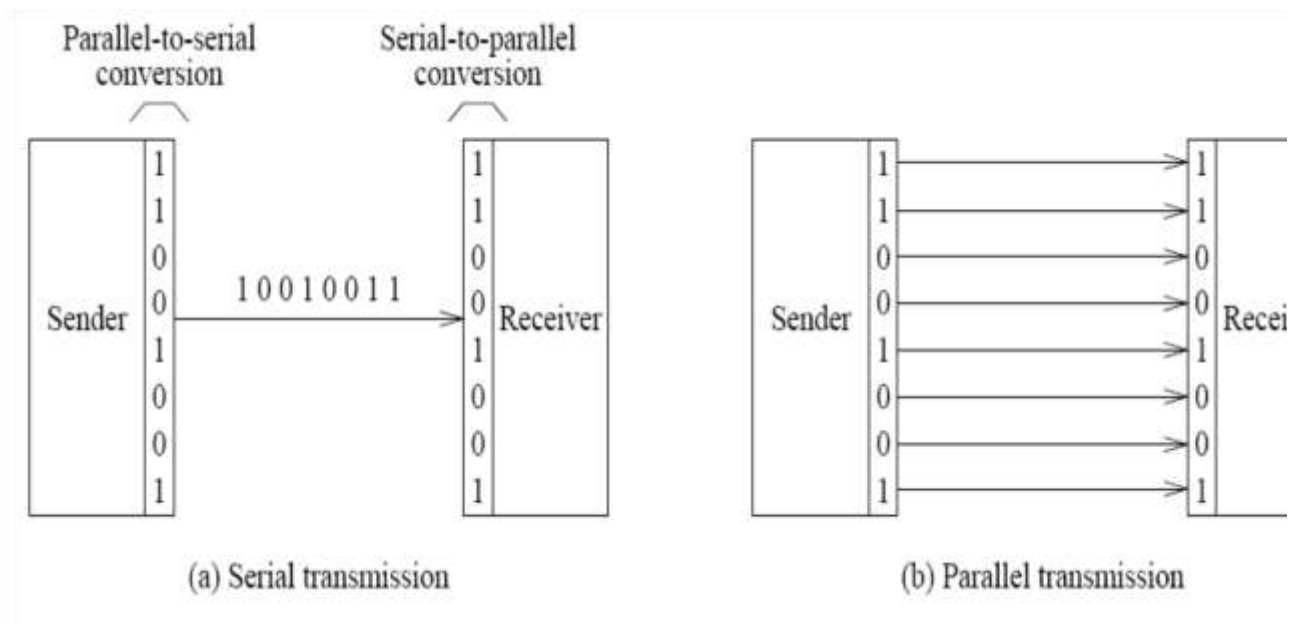 Parallel-to-serial
conversion
Serial-to-parallel
conversion
1
1
0
0
1
0
0
1
Sender
1 0 0 1 0 0 1 1
1
1
0
0
1
0
0
1
Receiver
(a) Serial transmission
1
1
0
0
1
0
0
1
Sender
1
1
0
0
1
0
0
1
Recei
(b) Parallel transmission